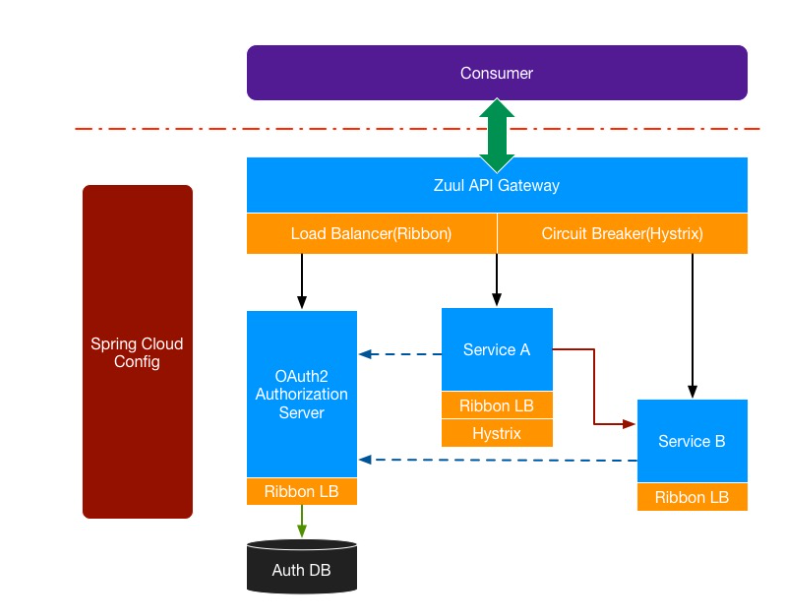 Consumer
Zuul API Gateway
Load Balancer(Ribbon)
Circuit Breaker(Hystrix)
Spring Cloud
Config
OAuth2
Authorization
Server
Ribbon LB
Service A
Ribbon LB
Hystrix
Service B
Ribbon LB
Auth DB